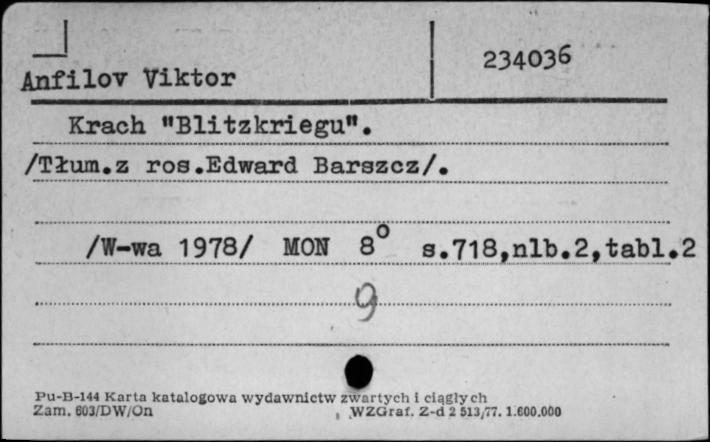 234036
Anfilov Viktor
Krach "Blitzkriegu".
/Tłum.z ros.Edward Barszcz/.
/W-wa 1978/ MON 8° s.718,nlb.2,tabl.2
9
Pu-B-144 Karta katalogowa wydawnictw zwartych i ciągłych
Zam. 603/DW/On WZGraf. Z-d 2 513/77. 1.600.000